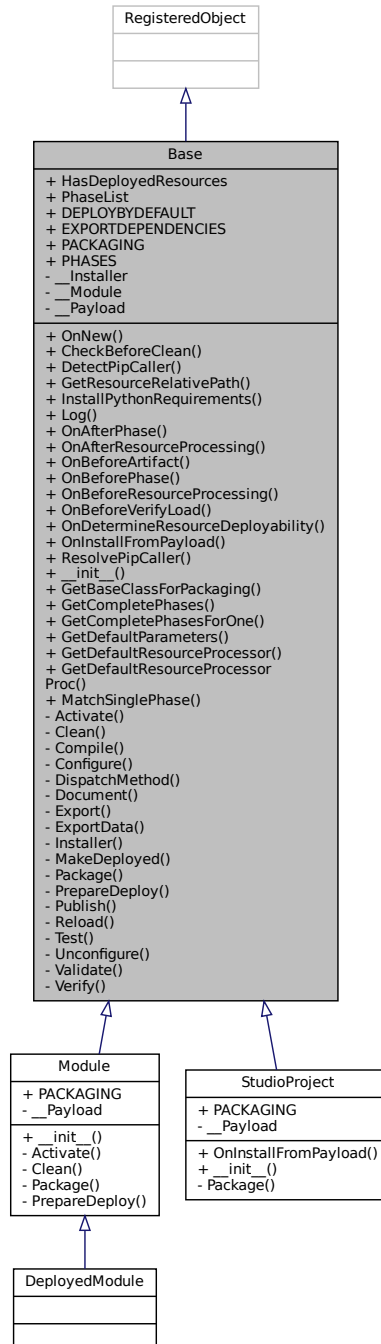 RegisteredObject
Base
+ HasDeployedResources
+ PhaseList
+ DEPLOYBYDEFAULT
+ EXPORTDEPENDENCIES
+ PACKAGING
+ PHASES
- __Installer
- __Module
- __Payload
+ OnNew()
+ CheckBeforeClean()
+ DetectPipCaller()
+ GetResourceRelativePath()
+ InstallPythonRequirements()
+ Log()
+ OnAfterPhase()
+ OnAfterResourceProcessing()
+ OnBeforeArtifact()
+ OnBeforePhase()
+ OnBeforeResourceProcessing()
+ OnBeforeVerifyLoad()
+ OnDetermineResourceDeployability()
+ OnInstallFromPayload()
+ ResolvePipCaller()
+ __init__()
+ GetBaseClassForPackaging()
+ GetCompletePhases()
+ GetCompletePhasesForOne()
+ GetDefaultParameters()
+ GetDefaultResourceProcessor()
+ GetDefaultResourceProcessor
Proc()
+ MatchSinglePhase()
- Activate()
- Clean()
- Compile()
- Configure()
- DispatchMethod()
- Document()
- Export()
- ExportData()
- Installer()
- MakeDeployed()
- Package()
- PrepareDeploy()
- Publish()
- Reload()
- Test()
- Unconfigure()
- Validate()
- Verify()
Module
+ PACKAGING
- __Payload
+ __init__()
- Activate()
- Clean()
- Package()
- PrepareDeploy()
StudioProject
+ PACKAGING
- __Payload
+ OnInstallFromPayload()
+ __init__()
- Package()
DeployedModule